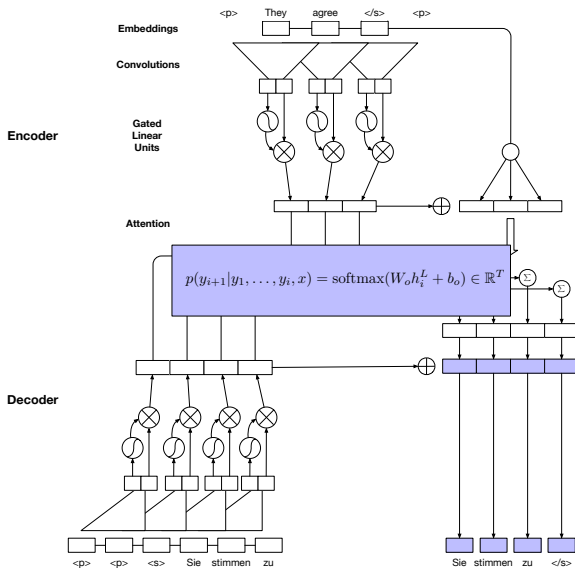 <p> They agree </s> <p>
Embeddings
Convolutions
Encoder
Gated
Linear
Units
Attention
p(y_{i+1}|y_1, . . . , y_i, x) = softmax(W_o h_i^L + b_o) ∈ ℝ^T
Σ
Σ
Decoder
<p> <p> <s> Sie stimmen zu
Sie stimmen zu </s>